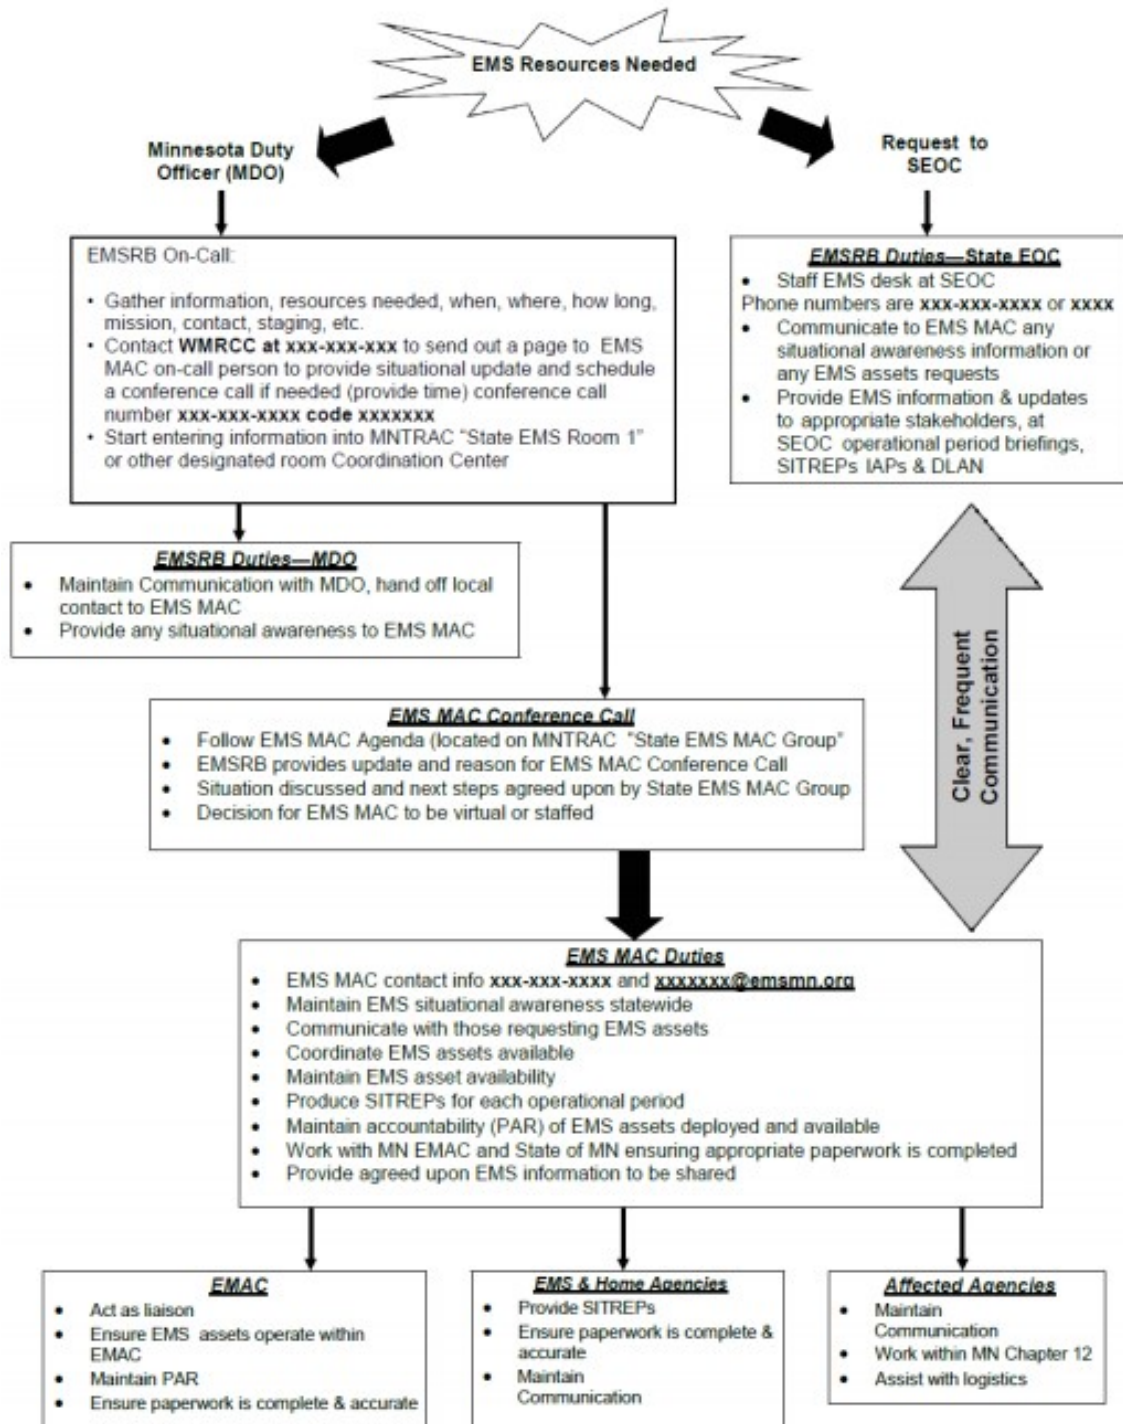 EMS Resources Needed
Minnesota Duty
Officer (MDO)
Request to
SEOC
EMSRB On-Call:
• Gather information, resources needed, when, where, how long,
mission, contact, staging, etc.
• Contact WMRCC at xxx-xxx-xxx to send out a page to EMS
MAC on-call person to provide situational update and schedule
a conference call if needed (provide time) conference call
number xxx-xxx-xxxx code xxxxxxx
• Start entering information into MNTRAC “State EMS Room 1”
or other designated room Coordination Center
EMSRB Duties—State EOC
• Staff EMS desk at SEOC
Phone numbers are xxx-xxx-xxxx or xxxx
• Communicate to EMS MAC any
situational awareness information or
any EMS assets requests
• Provide EMS information & updates
to appropriate stakeholders, at
SEOC operational period briefings,
SITREPs IAPs & DLAN
EMSRB Duties—MDO
• Maintain Communication with MDO, hand off local
contact to EMS MAC
• Provide any situational awareness to EMS MAC
Clear, Frequent
Communication
EMS MAC Conference Call
• Follow EMS MAC Agenda (located on MNTRAC “State EMS MAC Group”
• EMSRB provides update and reason for EMS MAC Conference Call
• Situation discussed and next steps agreed upon by State EMS MAC Group
• Decision for EMS MAC to be virtual or staffed
EMS MAC Duties
• EMS MAC contact info xxx-xxx-xxxx and xxxxxxx@emsmn.org
• Maintain EMS situational awareness statewide
• Communicate with those requesting EMS assets
• Coordinate EMS assets available
• Maintain EMS asset availability
• Produce SITREPs for each operational period
• Maintain accountability (PAR) of EMS assets deployed and available
• Work with MN EMAC and State of MN ensuring appropriate paperwork is completed
• Provide agreed upon EMS information to be shared
EMAC
• Act as liaison
• Ensure EMS assets operate within
EMAC
• Maintain PAR
• Ensure paperwork is complete & accurate
EMS & Home Agencies
• Provide SITREPs
• Ensure paperwork is complete &
accurate
• Maintain
Communication
Affected Agencies
• Maintain
Communication
• Work within MN Chapter 12
• Assist with logistics